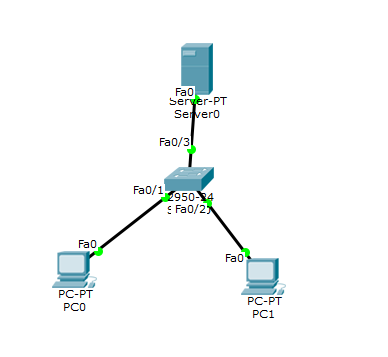 Fa0
Server-PT
Server0
Fa0/3
Fa0/1
2950-24
Fa0/2
Fa0
PC-PT
PC0
Fa0
PC-PT
PC1